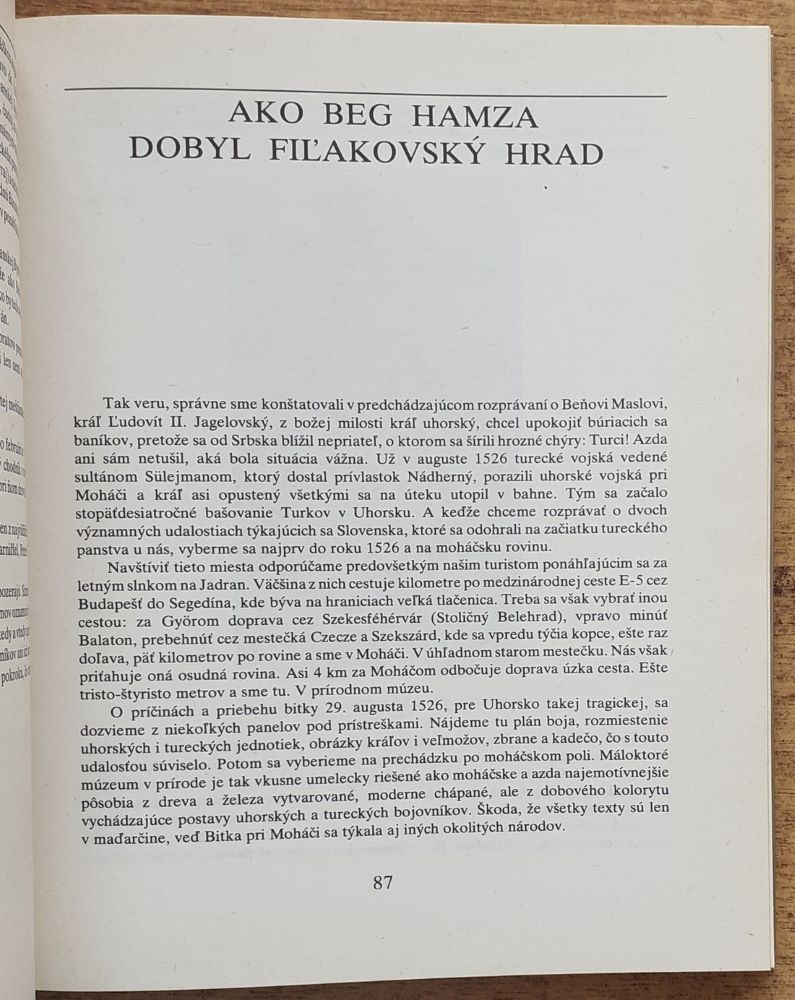 AKO BEG HAMZA
DOBYL FIĽAKOVSKÝ HRAD
Tak veru, správne sme konštatovali v predchádzajúcom rozprávaní o Beňovi Maslovi,
kráľ Ľudovít II. Jagelovský, z božej milosti kráľ uhorský, chcel upokojiť búriacich sa
baníkov, pretože sa od Srbska blížil nepriateľ, o ktorom sa šírili hrozné chýry: Turci! Azda
ani sám netušil, aká bola situácia vážna. Už v auguste 1526 turecké vojská vedené
sultánom Sülejmanom, ktorý dostal prívlastok Nádherný, porazili uhorské vojská pri
Moháči a kráľ asi opustený všetkými sa na úteku utopil v bahne. Tým sa začalo
stopäťdesiatročné bašovanie Turkov v Uhorsku. A keďže chceme rozprávať o dvoch
významných udalostiach týkajúcich sa Slovenska, ktoré sa odohrali na začiatku tureckého
panstva u nás, vyberme sa najprv do roku 1526 a na moháčsku rovinu.
Navštíviť tieto miesta odporúčame predovšetkým našim turistom ponáhľajúcim sa za
letným slnkom na Jadran. Väčšina z nich cestuje kilometre po medzinárodnej ceste E-5 cez
Budapešť do Segedína, kde býva na hraniciach veľká tlačenica. Treba sa však vybrať inou
cestou: za Györom doprava cez Szekesféhérvár (Stoličný Belehrad), vpravo minúť
Balaton, prebehnúť cez mestečká Czecze a Szekszárd, kde sa vpredu týčia kopce, ešte raz
doľava, päť kilometrov po rovine a sme v Moháči. V úhľadnom starom mestečku. Nás však
priťahuje oná osudná rovina. Asi 4 km za Moháčom odbočuje doprava úzka cesta. Ešte
tristo-štyristo metrov a sme tu. V prírodnom múzeu.
O príčinách a priebehu bitky 29. augusta 1526, pre Uhorsko takej tragickej, sa
dozvieme z niekoľkých panelov pod prístreškami. Nájdeme tu plán boja, rozmiestenie
uhorských i tureckých jednotiek, obrázky kráľov i veľmožov, zbrane a kadečo, čo s touto
udalosťou súviselo. Potom sa vyberieme na prechádzku po moháčskom poli. Máloktoré
múzeum v prírode je tak vkusne umelecky riešené ako moháčske a azda najemotívnejšie
pôsobia z dreva a železa vytvarované, moderne chápané, ale z dobového kolorytu
vychádzajúce postavy uhorských a tureckých bojovníkov. Škoda, že všetky texty sú len
v maďarčine, veď Bitka pri Moháči sa týkala aj iných okolitých národov.
87